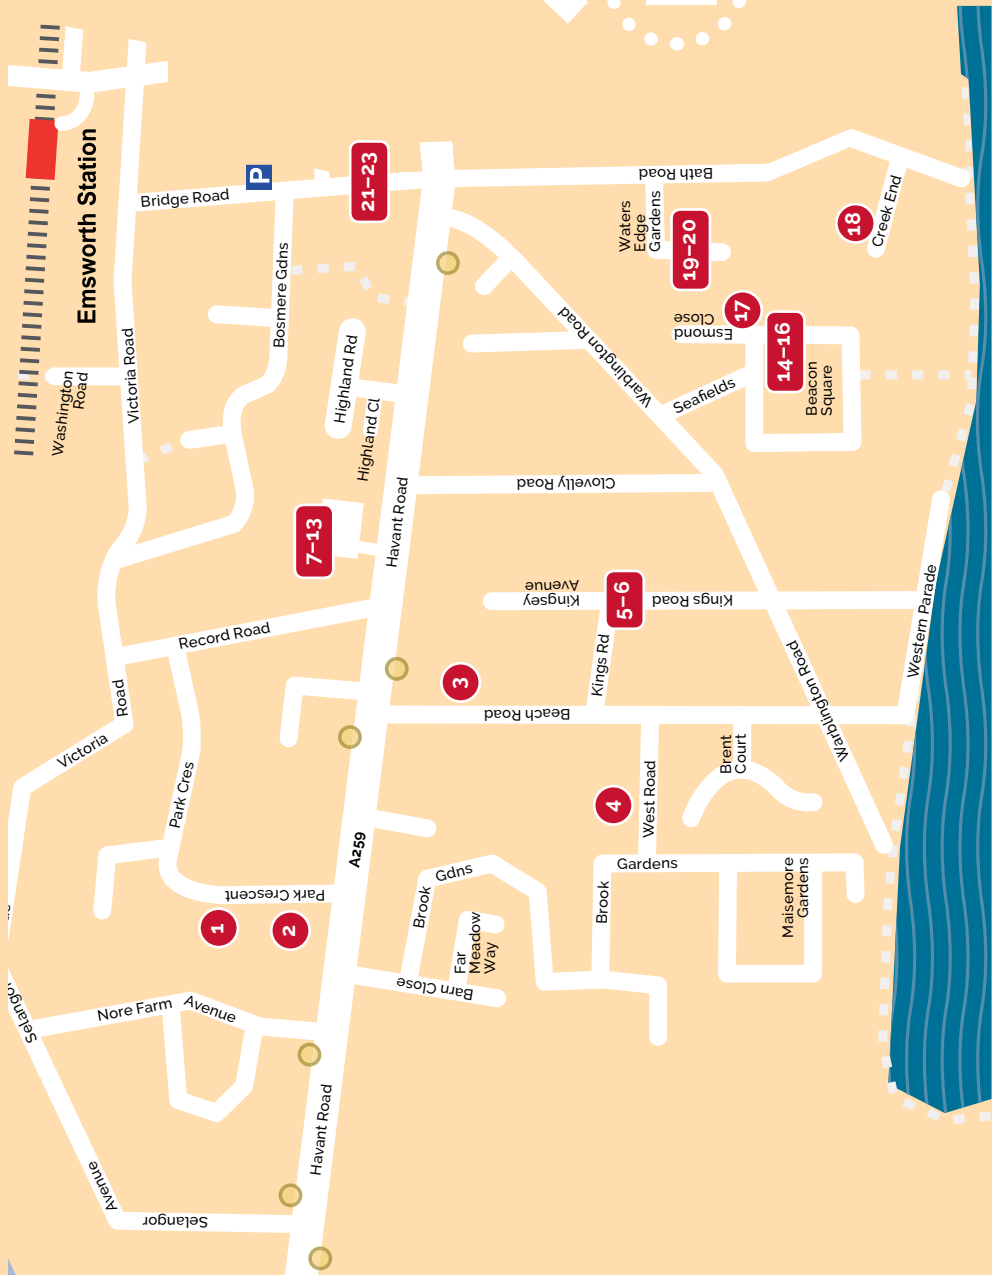 Emsworth Station
Washington
Road
Victoria Road
Bridge Road
P
21–23
Bosmere Gdns
Highland Rd
Highland Cl
Havant Road
7–13
Record Road
Road
Victoria
Park Cres
Park Crescent
1
2
A259
Nore Farm
Avenue
Selangor
Avenue
Selangor
Havant Road
Barn Close
Far
Meadow
Way
Brook
Gdns
Brook
Gardens
Maisemore
Gardens
4
West Road
Brent
Court
Beach Road
3
Kings Rd
5–6
Kingsey
Avenue
Kings Road
Clovelly Road
Warblington Road
Warblington Road
Western Parade
Seafields
Beacon
Square
14–16
17
Esmond
Close
19–20
Waters
Edge
Gardens
Bath Road
18
Creek End